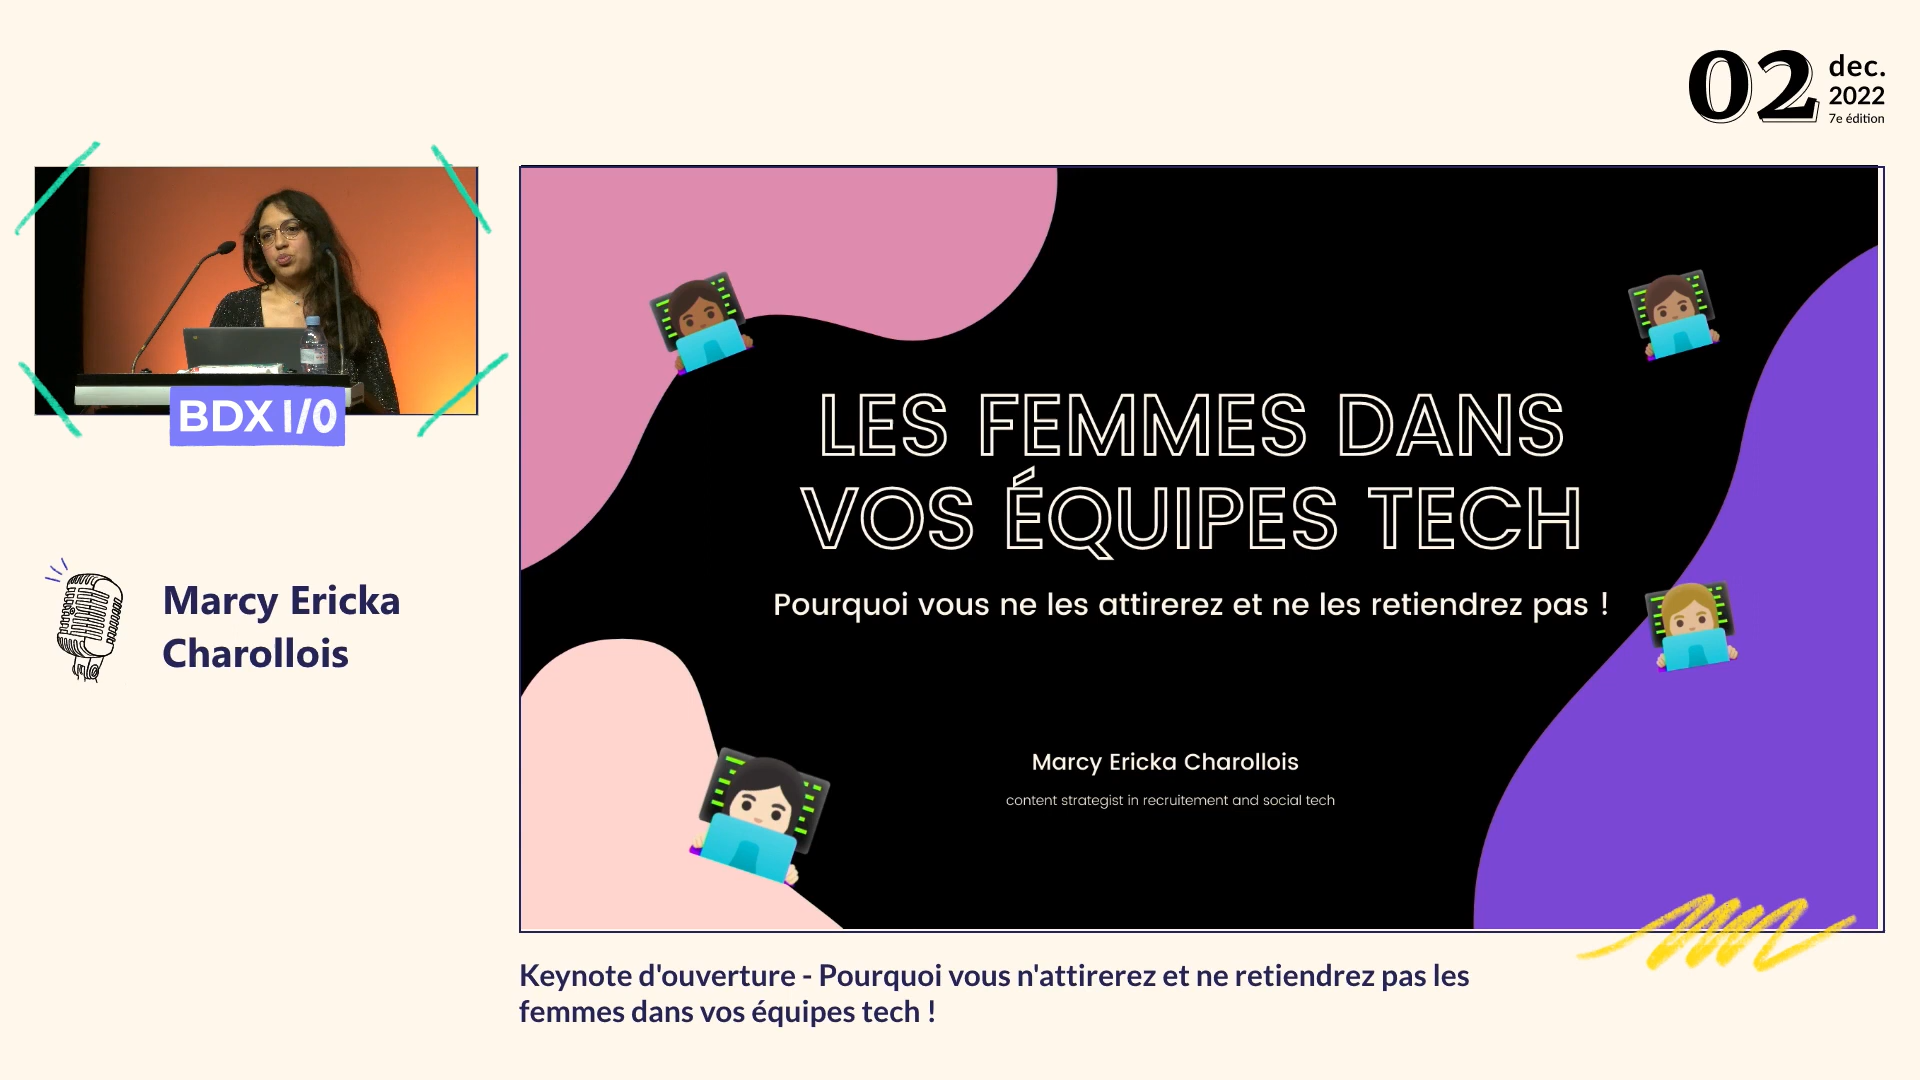 02
dec.
2022
7e édition
BDX I/O
Marcy Ericka
Charollois
LES FEMMES DANS
VOS ÉQUIPES TECH
Pourquoi vous ne les attirerez et ne les retiendrez pas !
Marcy Ericka Charollois
content strategist in recruitement and social tech
Keynote d'ouverture - Pourquoi vous n'attirerez et ne retiendrez pas les
femmes dans vos équipes tech !